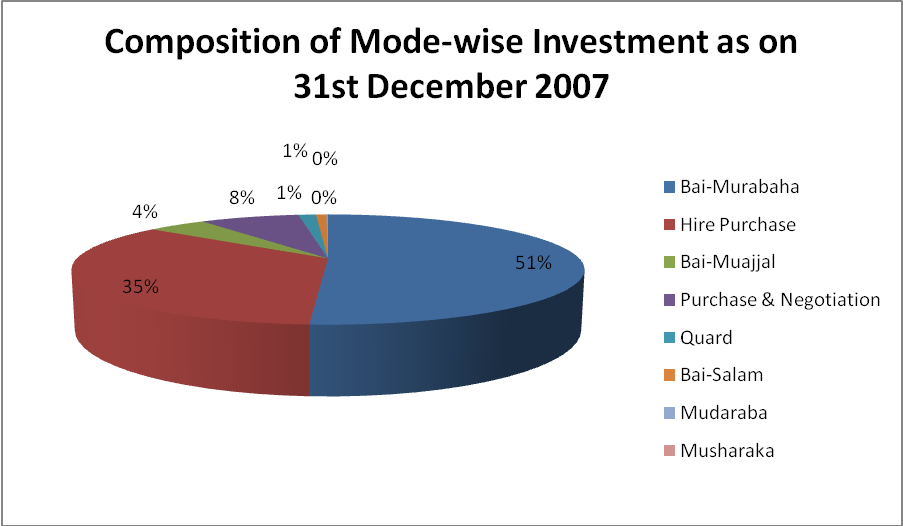 Composition of Mode-wise Investment as on
31st December 2007
1%
0%
4%
8%
1%
0%
51%
35%
Bai-Murabaha
Hire Purchase
Bai-Muajjal
Purchase & Negotiation
Quard
Bai-Salam
Mudaraba
Musharaka